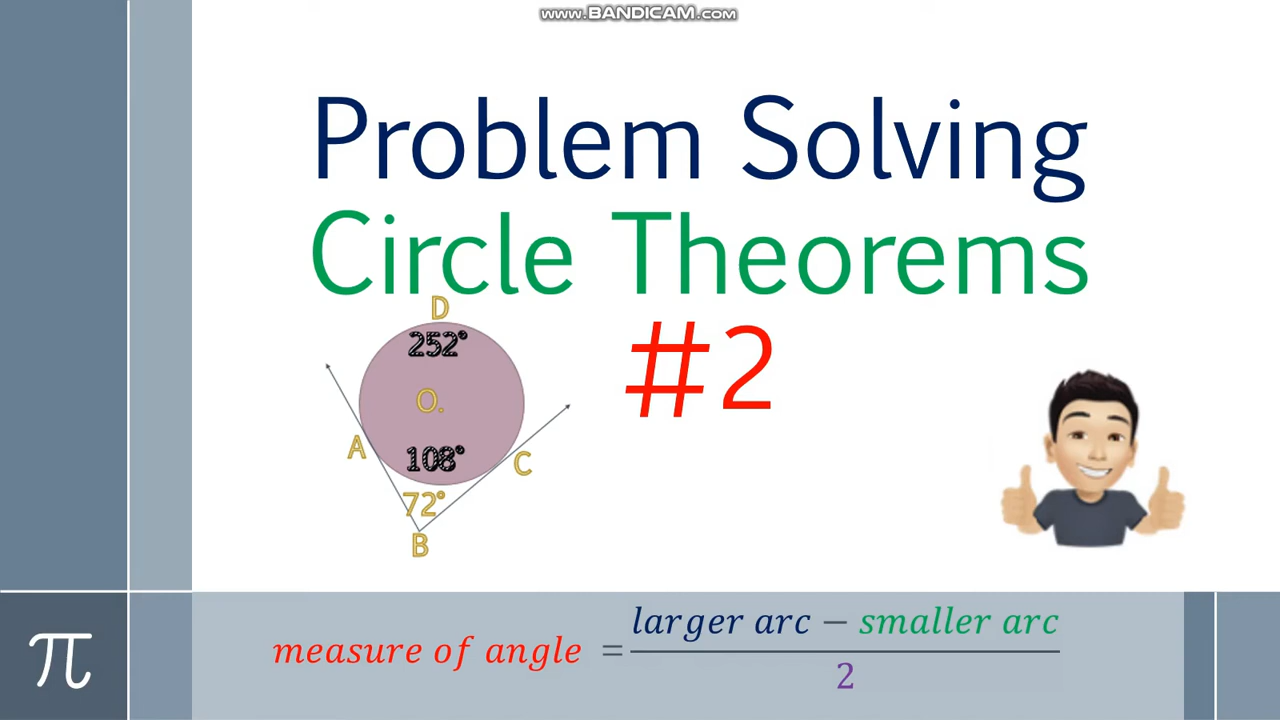 www.BANDICAM.com
Problem Solving
Circle Theorems
#2
D
252°
O.
A
108°
C
72°
B
π
measure of angle = larger arc − smaller arc
2